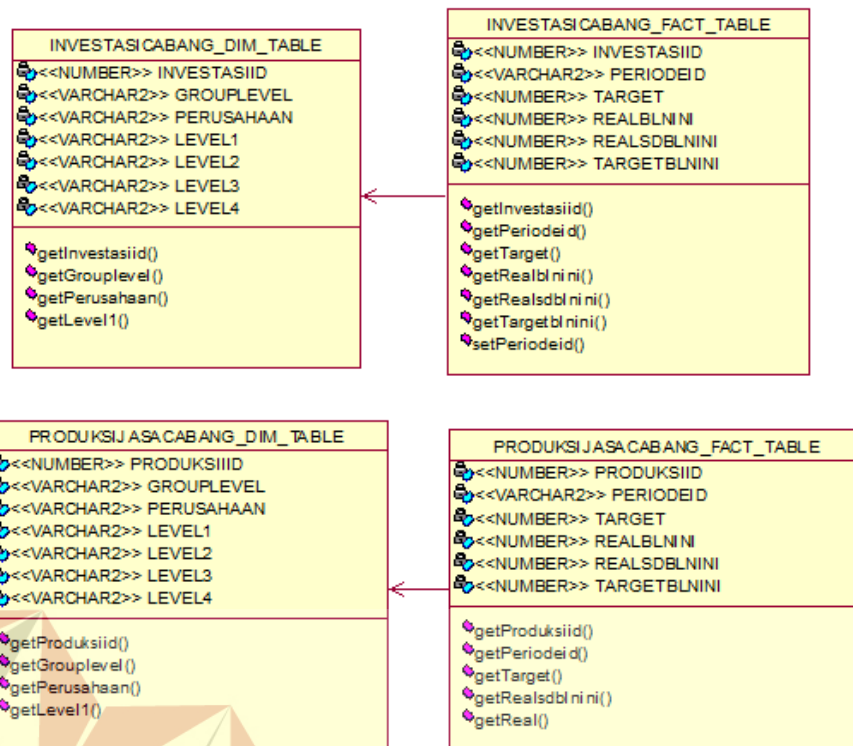 INVESTASICABANG_DIM_TABLE
<<NUMBER>> INVESTASIID
<<VARCHAR2>> GROUPLEVEL
<<VARCHAR2>> PERUSAHAAN
<<VARCHAR2>> LEVEL1
<<VARCHAR2>> LEVEL2
<<VARCHAR2>> LEVEL3
<<VARCHAR2>> LEVEL4
getInvestasiid()
getGrouplevel()
getPerusahaan()
getLevel1()
INVESTASICABANG_FACT_TABLE
<<NUMBER>> INVESTASIID
<<VARCHAR2>> PERIODEID
<<NUMBER>> TARGET
<<NUMBER>> REALBLNINI
<<NUMBER>> REALSDBLNINI
<<NUMBER>> TARGETBLNINI
getInvestasiid()
getPeriodeid()
getTarget()
getRealblnini()
getRealsdblnini()
getTargetblnini()
setPeriodeid()
PRODUKSIJASACABANG_DIM_TABLE
<<NUMBER>> PRODUKSIIID
<<VARCHAR2>> GROUPLEVEL
<<VARCHAR2>> PERUSAHAAN
<<VARCHAR2>> LEVEL1
<<VARCHAR2>> LEVEL2
<<VARCHAR2>> LEVEL3
<<VARCHAR2>> LEVEL4
getProduksiid()
getGrouplevel()
getPerusahaan()
getLevel1()
PRODUKSIJASACABANG_FACT_TABLE
<<NUMBER>> PRODUKSIID
<<VARCHAR2>> PERIODEID
<<NUMBER>> TARGET
<<NUMBER>> REALBLNINI
<<NUMBER>> REALSDBLNINI
<<NUMBER>> TARGETBLNINI
getProduksiid()
getPeriodeid()
getTarget()
getRealsdblnini()
getReal()